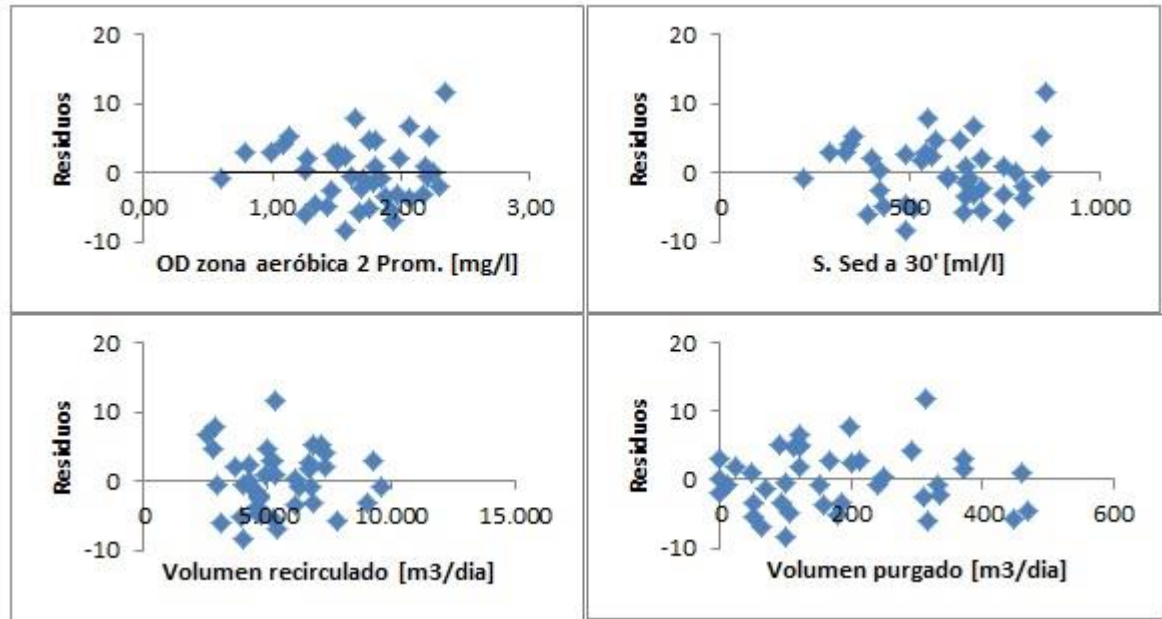 20
10
0
-10
Residuos
0,00 1,00 2,00 3,00
OD zona aeróbica 2 Prom. [mg/l]
20
10
0
-10
Residuos
0 500 1.000
S. Sed a 30' [ml/l]
20
10
0
-10
Residuos
0 5.000 10.000 15.000
Volumen recirculado [m3/dia]
20
10
0
-10
Residuos
0 200 400 600
Volumen purgado [m3/dia]